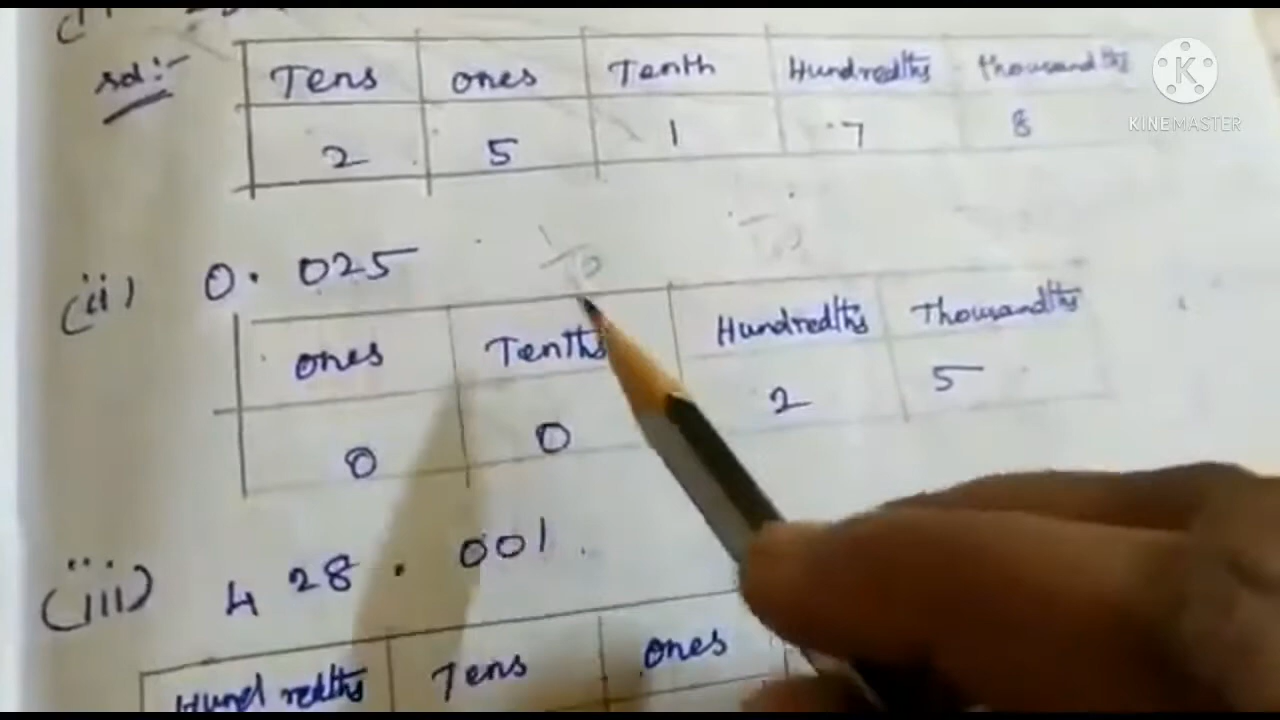 sol:-
Tens ones Tenth Hundredths thousandths
2 5 1 7 8
K
KINEMASTER
(ii) 0.025
ones Tenths Hundredths Thousandths
0 0 2 5
(iii) 428.001.
Hundredths Tens ones